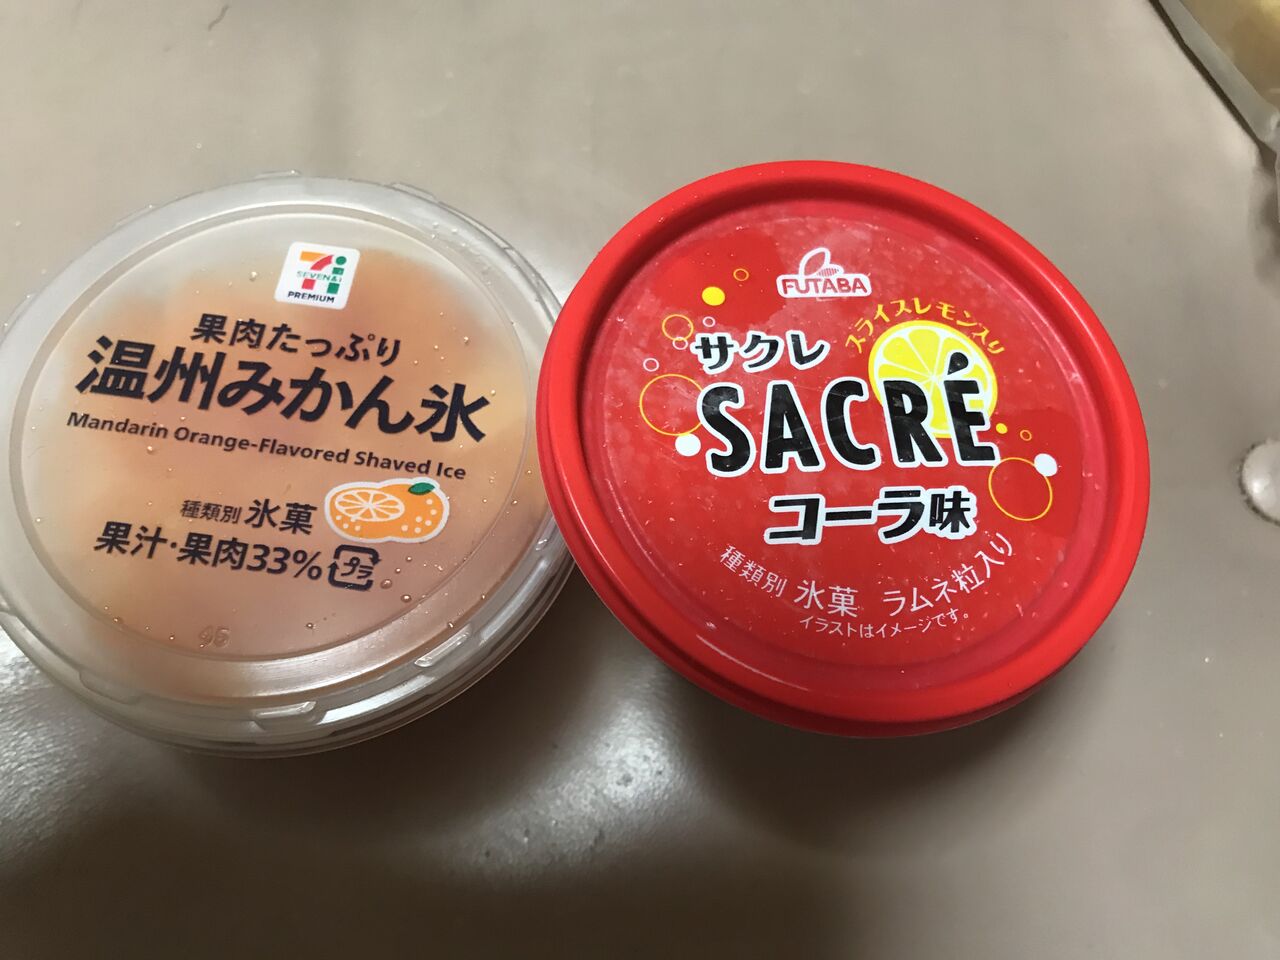 SEVEN&i
PREMIUM
果肉たっぷり
温州みかん氷
Mandarin Orange-Flavored Shaved Ice
種類別 氷菓
果汁・果肉33%
プラ
46
FUTABA
スライスレモン入り
サクレ
SACRÉ
コーラ味
種類別 氷菓 ラムネ粒入り
イラストはイメージです。